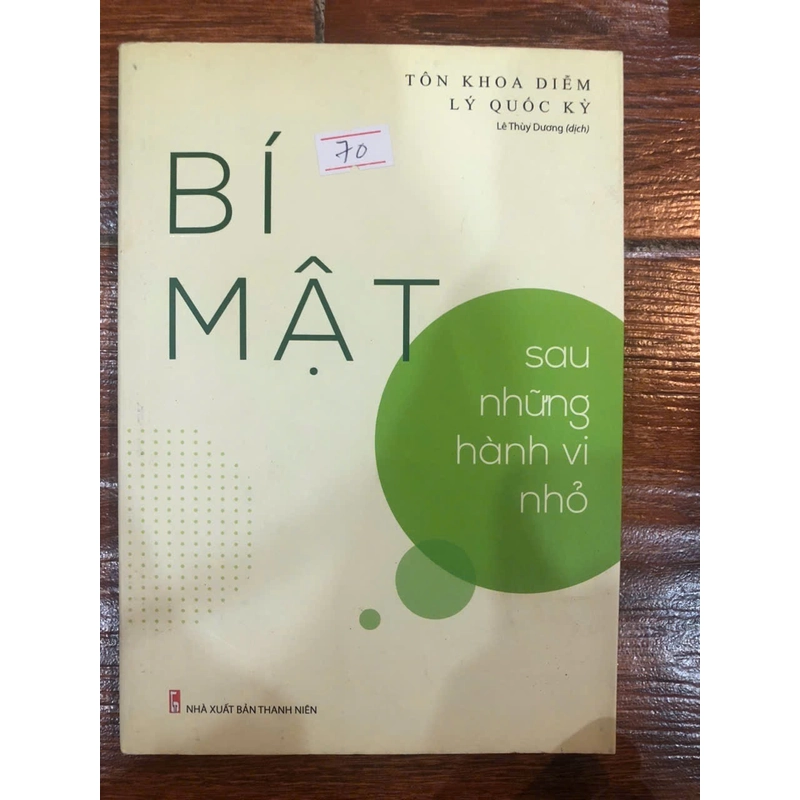 TÔN KHOA DIỄM
LÝ QUỐC KỲ
Lê Thùy Dương (dịch)
70
BÍ
MẬT
sau
những
hành vi
nhỏ
NHÀ XUẤT BẢN THANH NIÊN